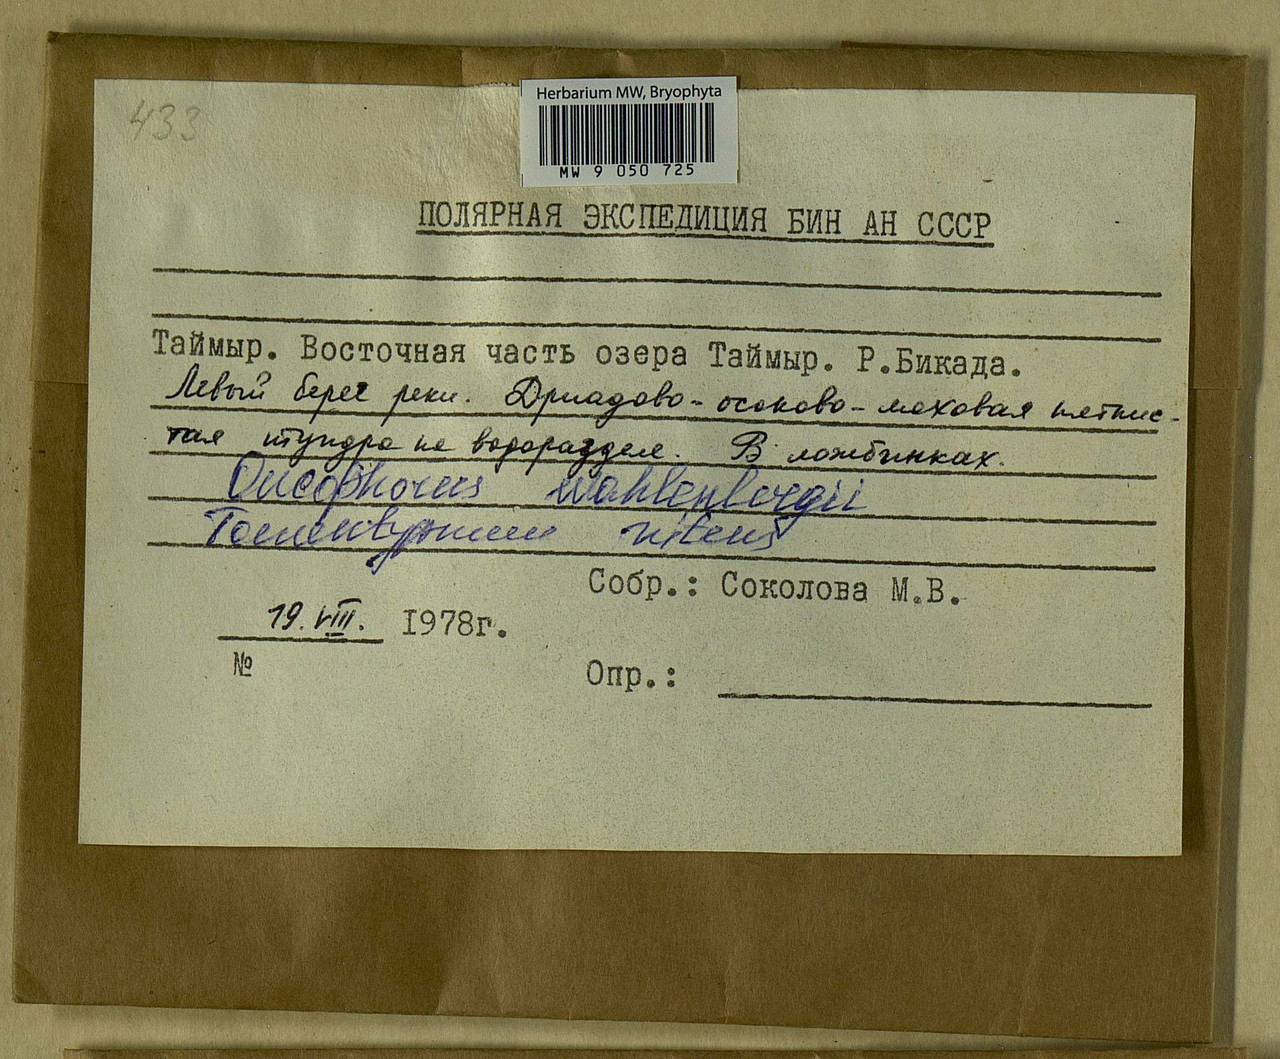 433
Herbarium MW, Bryophyta
MW 9 050 725
ПОЛЯРНАЯ ЭКСПЕДИЦИЯ БИН АН СССР
Таймыр. Восточная часть озера Таймыр. Р.Бикада.
Левый берег реки. Дриадово-осоково-моховая пятнис-
тая тундра на водоразделе. В ложбинках.
Oncophorus wahlenbergii
Tomenthypnum nitens
Собр.: Соколова М.В.
19.VIII. 1978г.
№
Опр.: